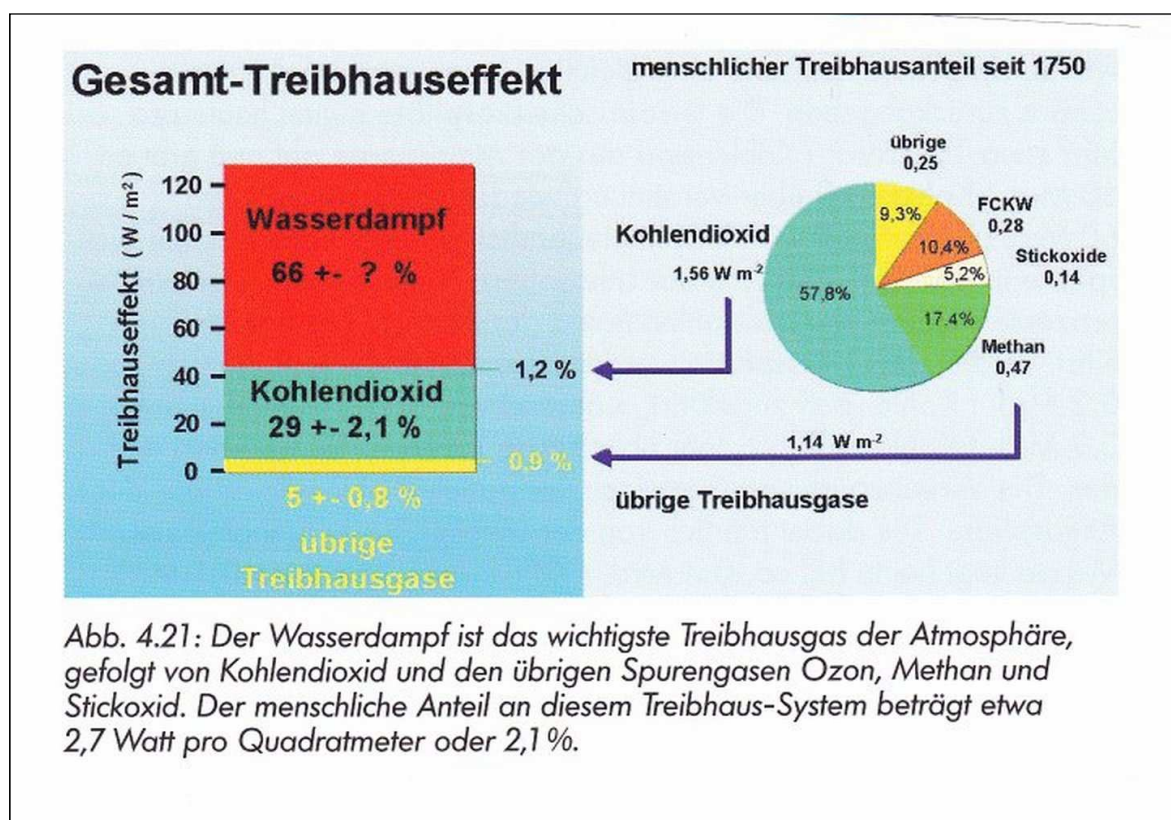 Gesamt-Treibhauseffekt
menschlicher Treibhausanteil seit 1750
Treibhauseffekt (W / m²)
120
100
80
60
40
20
0
Wasserdampf
66 +- ? %
Kohlendioxid
29 +- 2,1 %
5 +- 0,8 %
übrige
Treibhausgase
1,2 %
0,9 %
Kohlendioxid
1,56 W m⁻²
übrige
0,25
9,3%
FCKW
0,28
10,4%
Stickoxide
0,14
5,2%
57,8%
17,4%
Methan
0,47
1,14 W m⁻²
übrige Treibhausgase
Abb. 4.21: Der Wasserdampf ist das wichtigste Treibhausgas der Atmosphäre,
gefolgt von Kohlendioxid und den übrigen Spurengasen Ozon, Methan und
Stickoxid. Der menschliche Anteil an diesem Treibhaus-System beträgt etwa
2,7 Watt pro Quadratmeter oder 2,1 %.